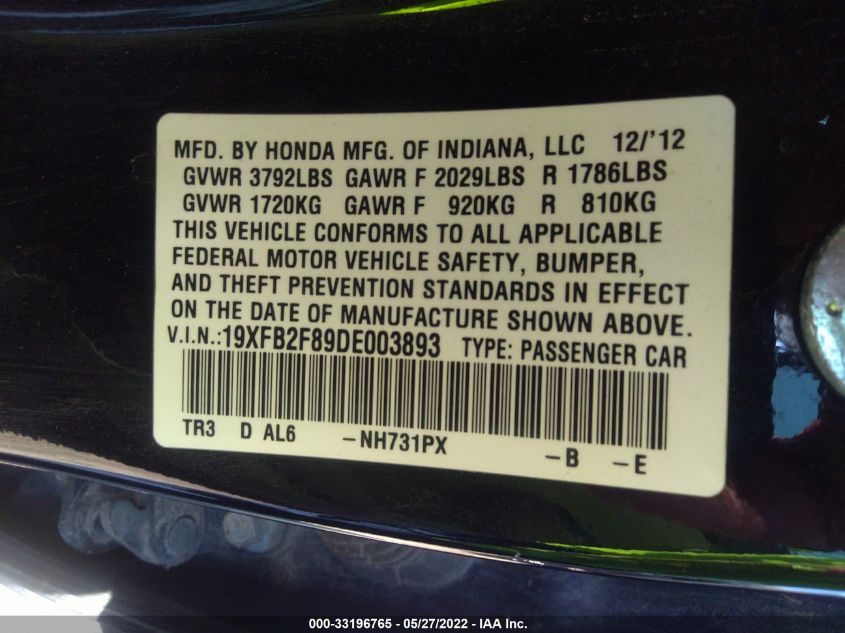 MFD. BY HONDA MFG. OF INDIANA, LLC 12/'12
GVWR 3792LBS GAWR F 2029LBS R 1786LBS
GVWR 1720KG GAWR F 920KG R 810KG
THIS VEHICLE CONFORMS TO ALL APPLICABLE
FEDERAL MOTOR VEHICLE SAFETY, BUMPER,
AND THEFT PREVENTION STANDARDS IN EFFECT
ON THE DATE OF MANUFACTURE SHOWN ABOVE.
V.I.N.:19XFB2F89DE003893 TYPE: PASSENGER CAR
TR3 D AL6 -NH731PX -B -E
000-33196765 - 05/27/2022 - IAA Inc.